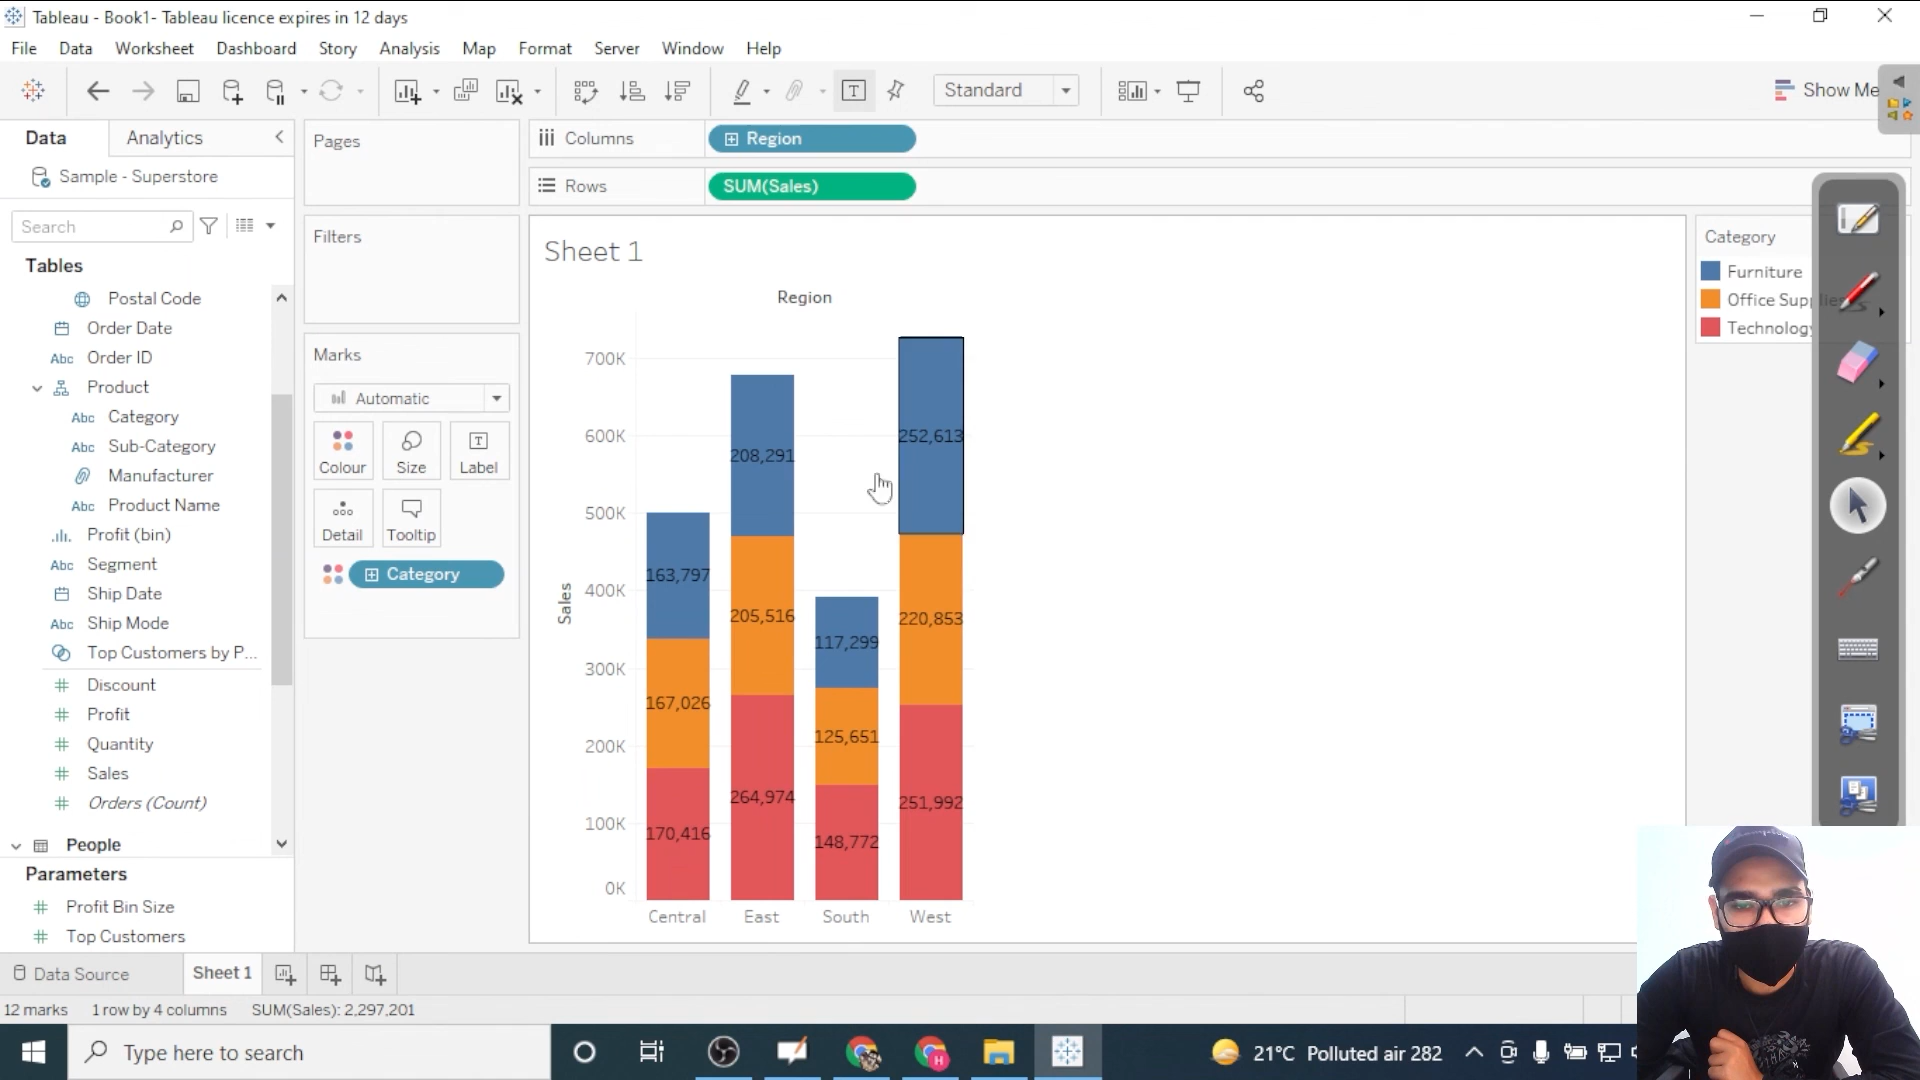 Tableau - Book1- Tableau licence expires in 12 days
File Data Worksheet Dashboard Story Analysis Map Format Server Window Help
Standard
Show Me
Data Analytics
Sample - Superstore
Search
Tables
Postal Code
Order Date
Abc Order ID
Product
Abc Category
Abc Sub-Category
Manufacturer
Abc Product Name
Profit (bin)
Abc Segment
Ship Date
Abc Ship Mode
Top Customers by P...
# Discount
# Profit
# Quantity
# Sales
# Orders (Count)
People
Parameters
# Profit Bin Size
# Top Customers
Pages
Filters
Marks
Automatic
Colour Size Label
Detail Tooltip
Category
Columns Region
Rows SUM(Sales)
Sheet 1
Region
Sales
700K
600K
500K
400K
300K
200K
100K
0K
163,797
167,026
170,416
208,291
205,516
264,974
117,299
125,651
148,772
252,613
220,853
251,992
Central East South West
Category
Furniture
Office Supplies
Technology
Data Source Sheet 1
12 marks 1 row by 4 columns SUM(Sales): 2,297,201
Type here to search
21°C Polluted air 282